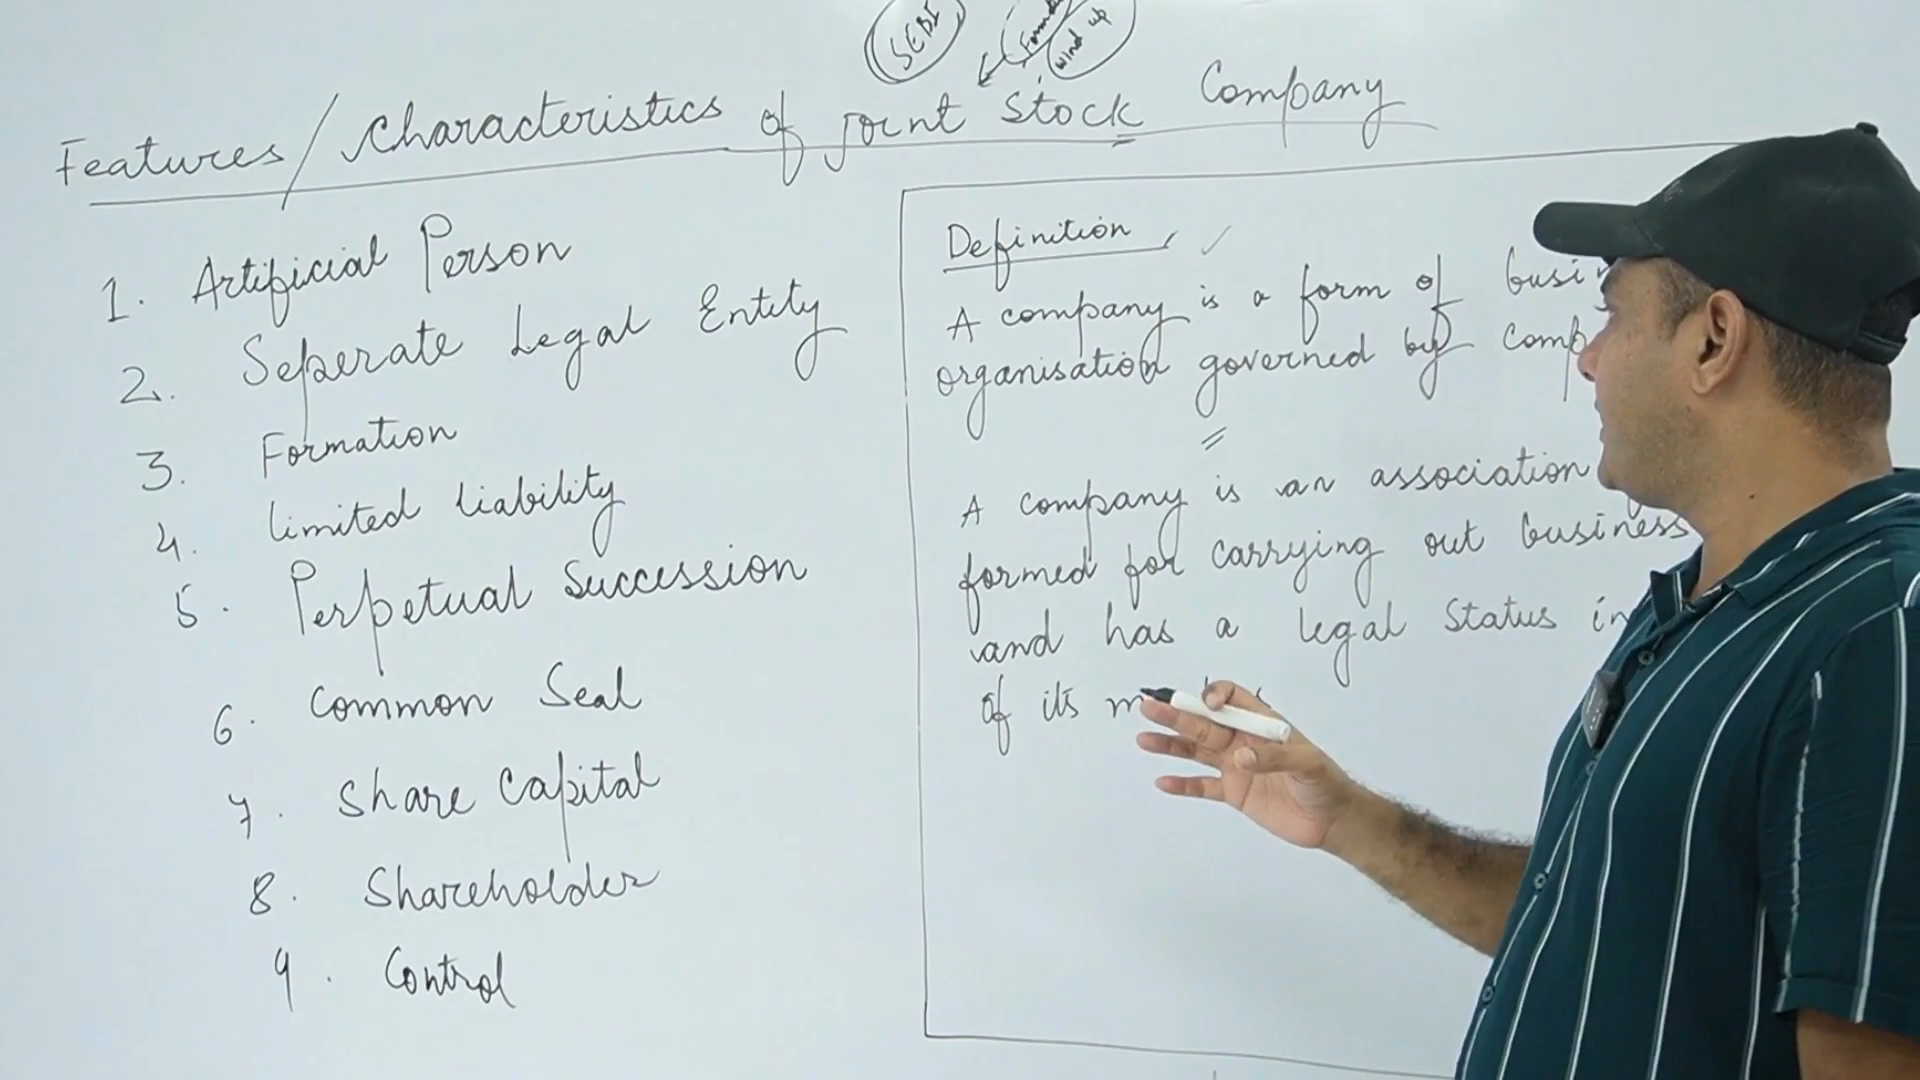 SEBI
wind up
Features / Characteristics of Joint Stock Company
1. Artificial Person
2. Seperate Legal Entity
3. Formation
4. limited liability
5. Perpetual Succession
6. Common Seal
7. Share Capital
8. Shareholder
9. Control
Definition
A company is a form of
organisation governed by
A company is an association
formed for carrying out business
and has a legal status
of its